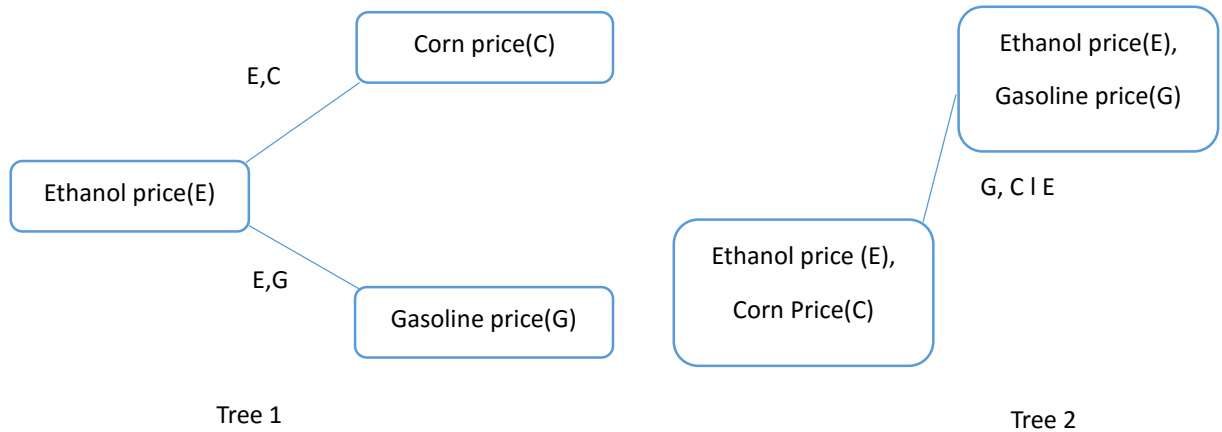 Corn price(C)
E,C
Ethanol price(E)
E,G
Gasoline price(G)
Tree 1
Ethanol price(E),
Gasoline price(G)
G, C l E
Ethanol price (E),
Corn Price(C)
Tree 2